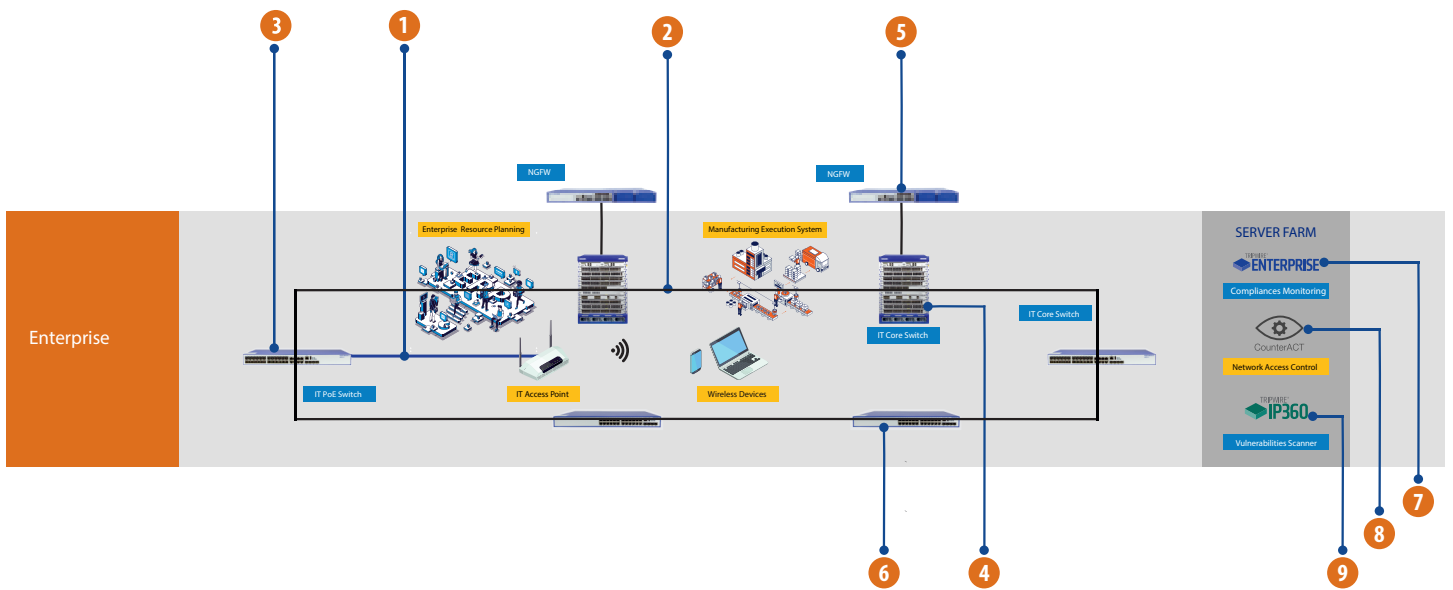 3
1
2
5
NGFW
NGFW
Enterprise Resource Planning
Manufacturing Execution System
SERVER FARM
TRIPWIRE
ENTERPRISE
Compliances Monitoring
IT Core Switch
IT Core Switch
Enterprise
CounterACT
Network Access Control
IT PoE Switch
IT Access Point
Wireless Devices
TRIPWIRE
IP360
Vulnerabilities Scanner
7
8
6
4
9